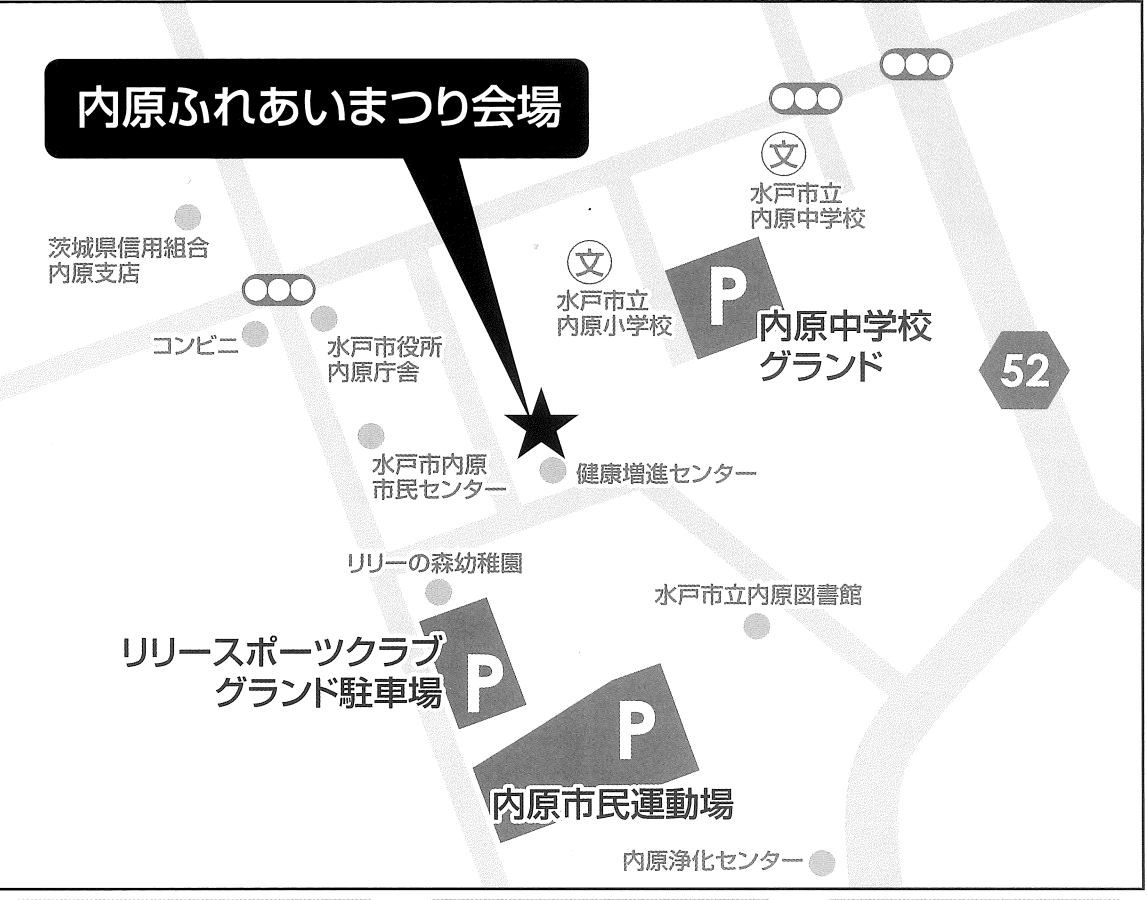 内原ふれあいまつり会場
文
水戸市立
内原中学校
茨城県信用組合
内原支店
文
水戸市立
内原小学校
P
内原中学校
グランド
コンビニ
水戸市役所
内原庁舎
52
水戸市内原
市民センター
健康増進センター
リリーの森幼稚園
水戸市立内原図書館
リリースポーツクラブ
グランド駐車場
P
P
内原市民運動場
内原浄化センター